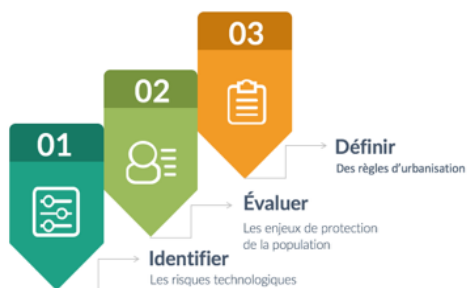 01
Identifier
Les risques technologiques
02
Évaluer
Les enjeux de protection
de la population
03
Définir
Des règles d'urbanisation